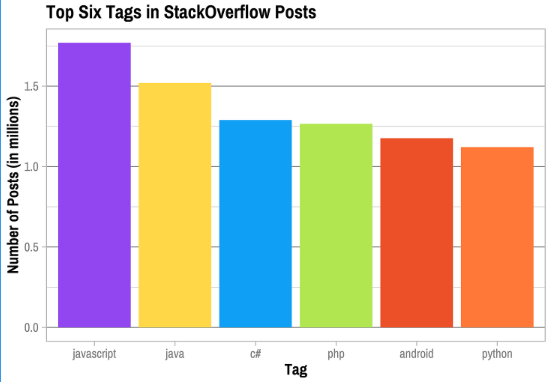 Top Six Tags in StackOverflow Posts
Number of Posts (in millions)
1.5
1.0
0.5
0.0
javascript java c# php android python
Tag